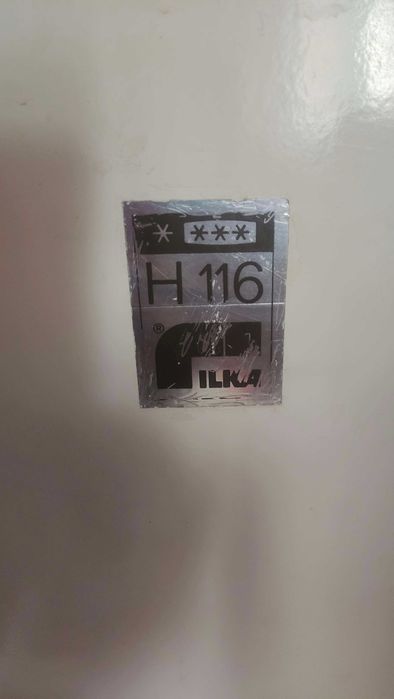 * ***
H 116
®
ILKA